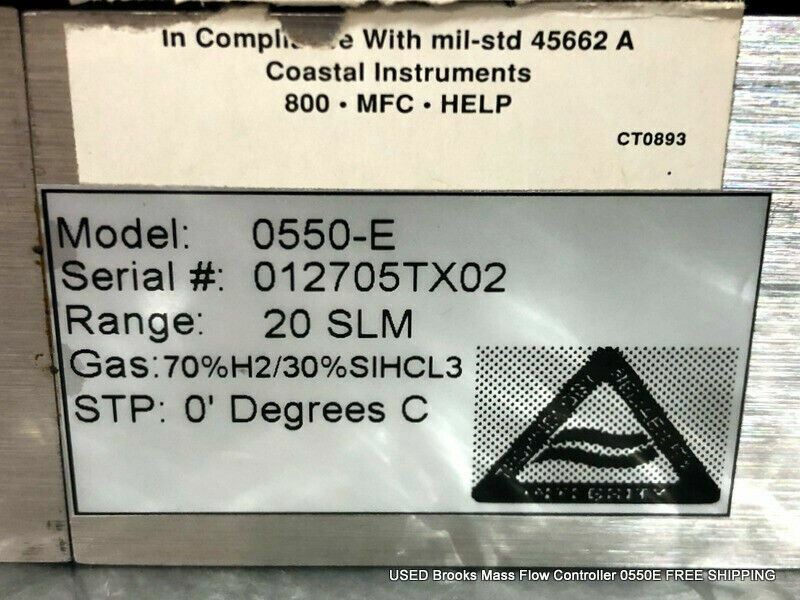 In Compli e With mil-std 45662 A
Coastal Instruments
800 • MFC • HELP
CT0893
Model: 0550-E
Serial #: 012705TX02
Range: 20 SLM
Gas:70%H2/30%SIHCL3
STP: 0' Degrees C
INTEGRITY
USED Brooks Mass Flow Controller 0550E FREE SHIPPING